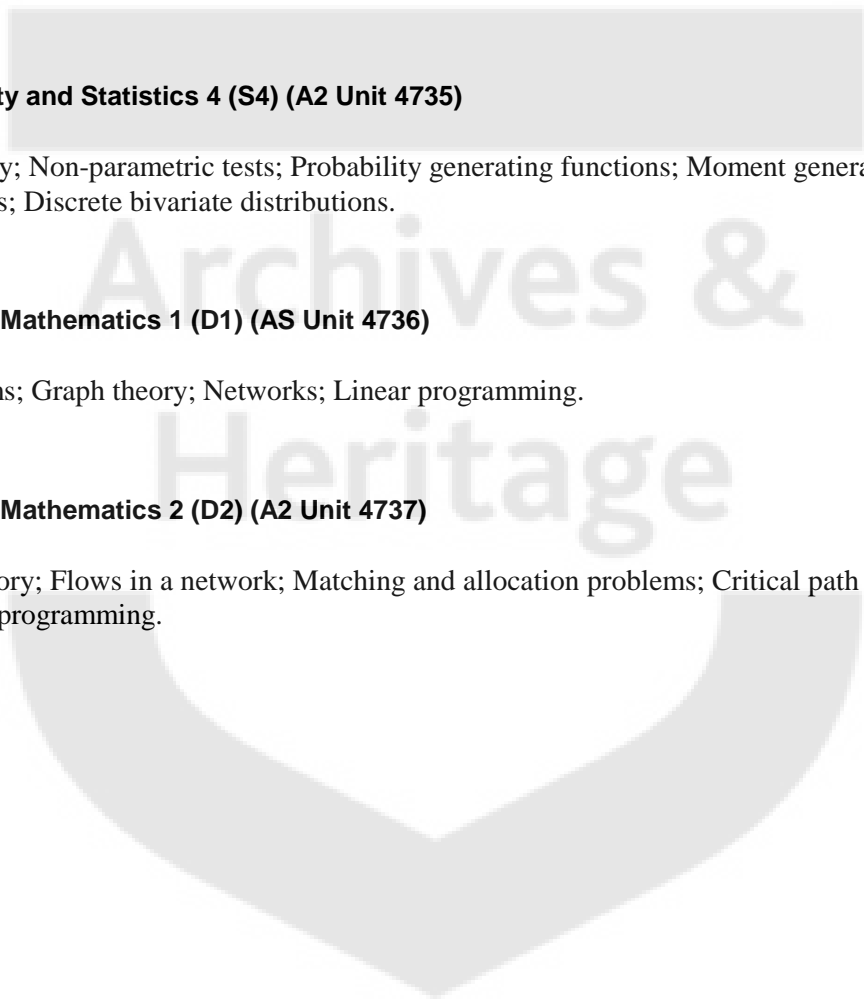 ty and Statistics 4 (S4) (A2 Unit 4735)
y; Non-parametric tests; Probability generating functions; Moment genera
s; Discrete bivariate distributions.
Archives &
Mathematics 1 (D1) (AS Unit 4736)
ns; Graph theory; Networks; Linear programming.
Heritage
Mathematics 2 (D2) (A2 Unit 4737)
ory; Flows in a network; Matching and allocation problems; Critical path
programming.